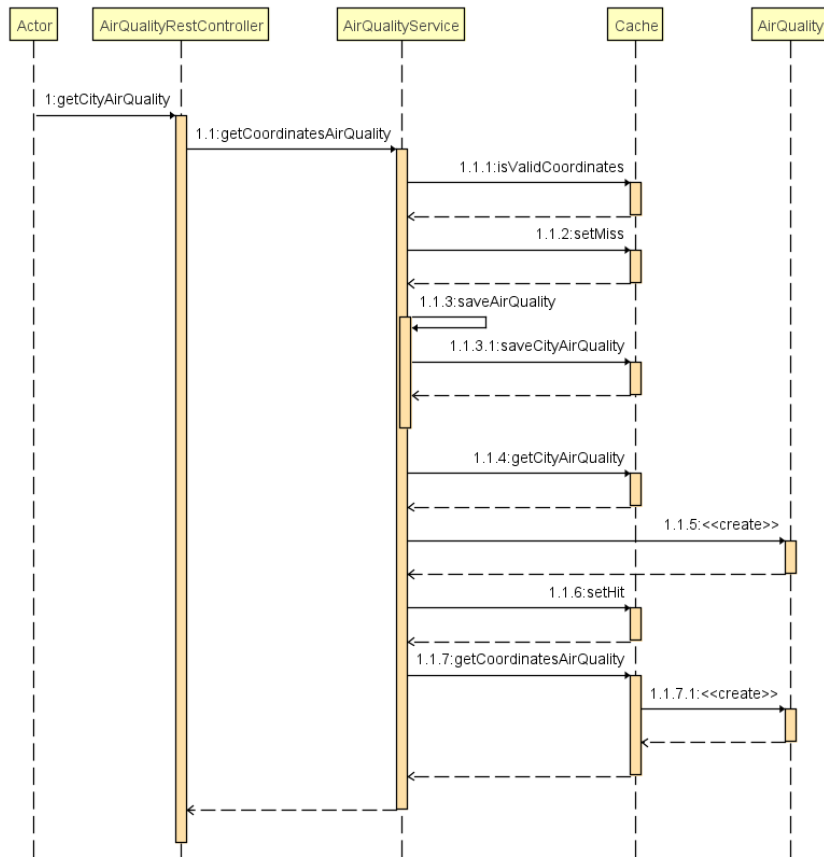 Actor
AirQualityRestController
AirQualityService
Cache
AirQuality
1:getCityAirQuality
1.1:getCoordinatesAirQuality
1.1.1:isValidCoordinates
1.1.2:setMiss
1.1.3:saveAirQuality
1.1.3.1:saveCityAirQuality
1.1.4:getCityAirQuality
1.1.5:<<create>>
1.1.6:setHit
1.1.7:getCoordinatesAirQuality
1.1.7.1:<<create>>